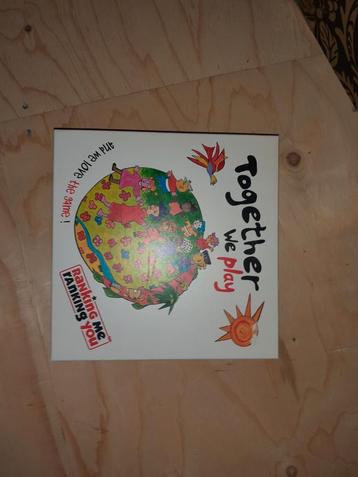 Together
we play
and we love the same!
Ranking me
ranking you